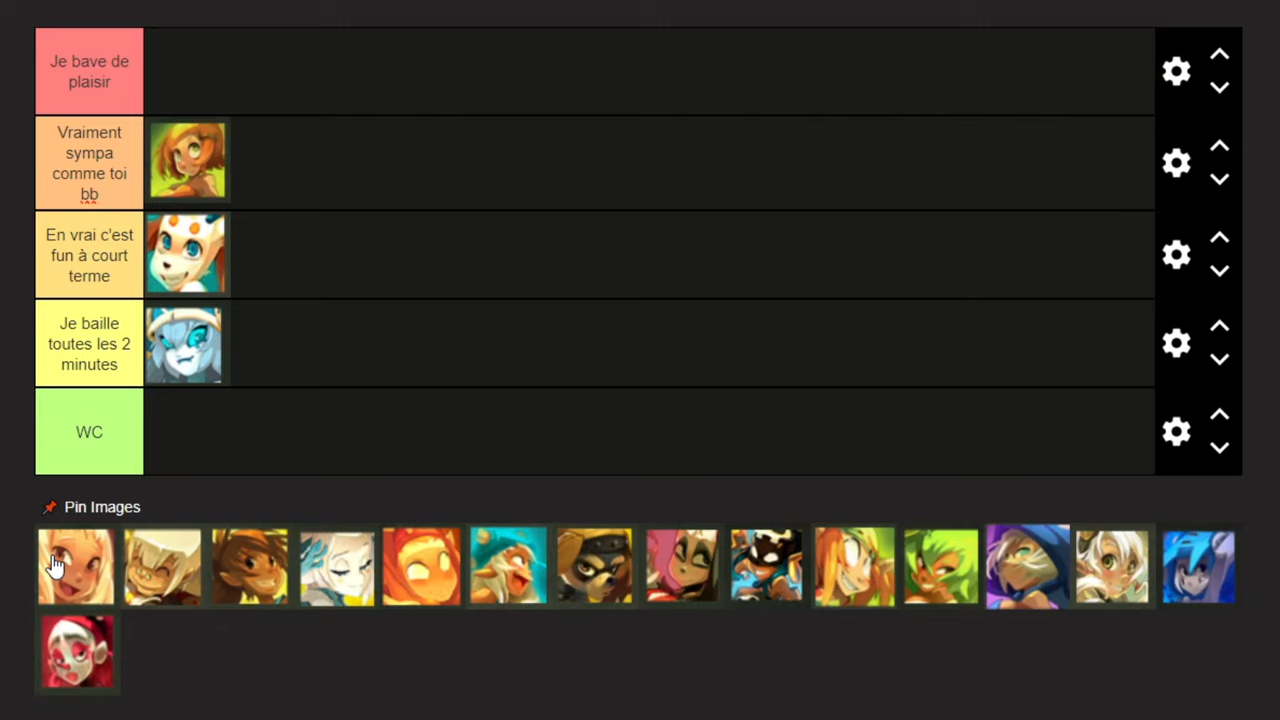 Je bave de
plaisir
Vraiment
sympa
comme toi
bb
En vrai c'est
fun à court
terme
Je baille
toutes les 2
minutes
WC
Pin Images